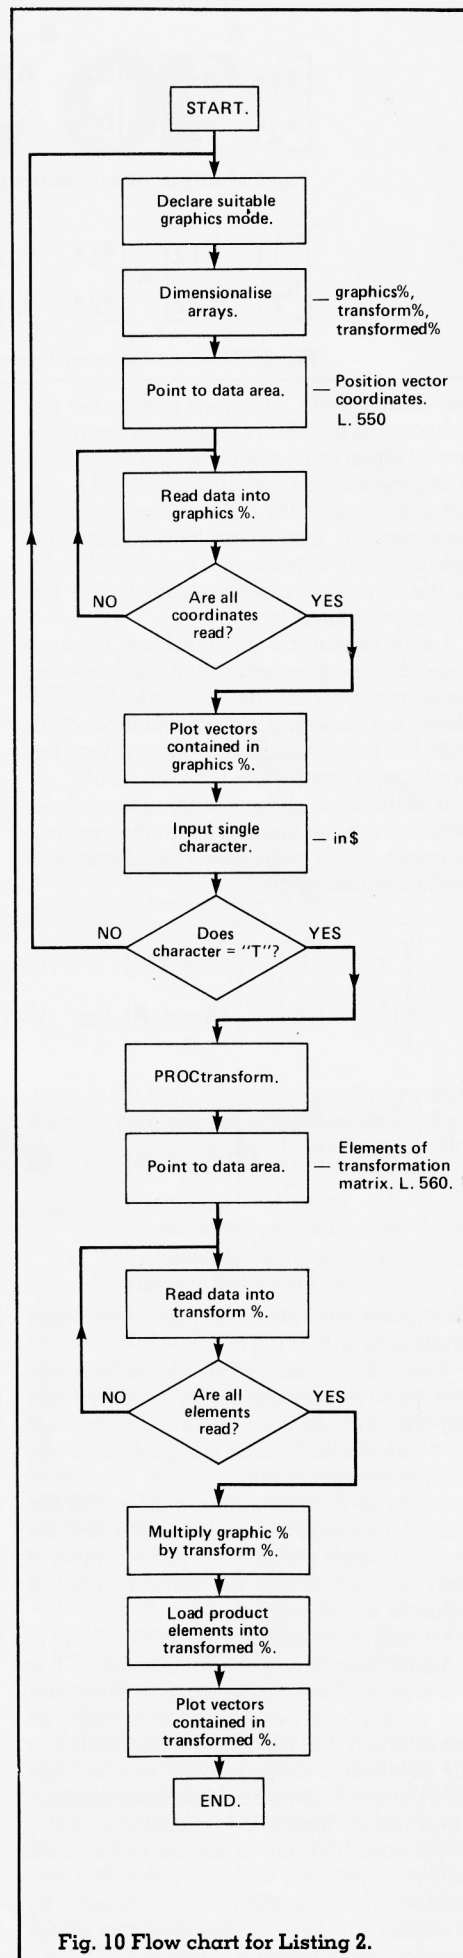 START.
Declare suitable
graphics mode.
Dimensionalise
arrays.
— graphics%,
transform%,
transformed%
Point to data area.
— Position vector
coordinates.
L. 550
Read data into
graphics %.
NO
Are all
coordinates
read?
YES
Plot vectors
contained in
graphics %.
Input single
character.
— in$
NO
Does
character = "T"?
YES
PROCtransform.
Point to data area.
— Elements of
transformation
matrix. L. 560.
Read data into
transform %.
NO
Are all
elements
read?
YES
Multiply graphic %
by transform %.
Load product
elements into
transformed %.
Plot vectors
contained in
transformed %.
END.
Fig. 10 Flow chart for Listing 2.